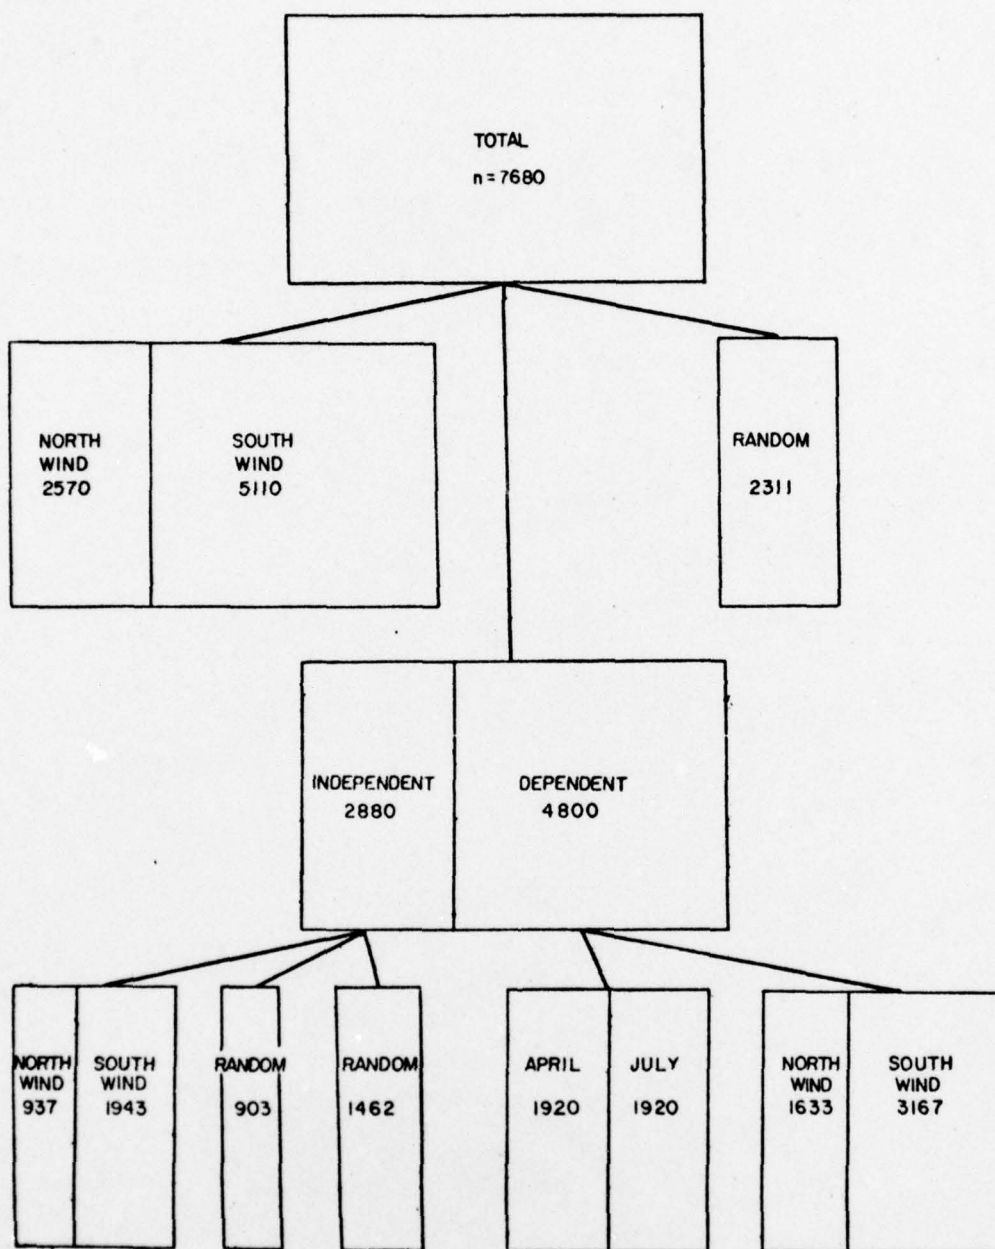 TOTAL
n = 7680
NORTH
WIND
2570
SOUTH
WIND
5110
RANDOM
2311
INDEPENDENT
2880
DEPENDENT
4800
NORTH
WIND
937
SOUTH
WIND
1943
RANDOM
903
RANDOM
1462
APRIL
1920
JULY
1920
NORTH
WIND
1633
SOUTH
WIND
3167